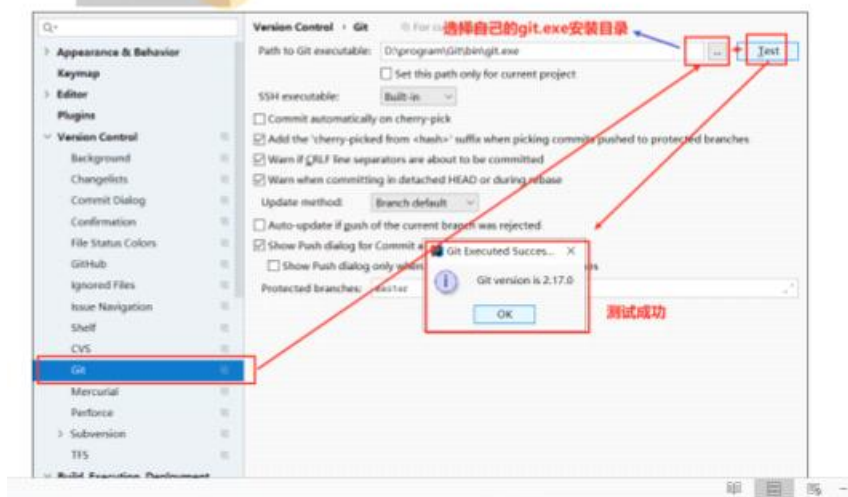 Version Control › Git
选择自己的git.exe安装目录
Appearance & Behavior
Path to Git executable: D:\program\Git\bin\git.exe ... Test
Keymap
Set this path only for current project
Editor
SSH executable: Built-in
Plugins
Commit automatically on cherry-pick
Version Control
Add the 'cherry-picked from <hash>' suffix when picking commits pushed to protected branches
Background
Warn if CRLF line separators are about to be committed
Changelists
Warn when committing in detached HEAD or during rebase
Commit Dialog
Update method: Branch default
Confirmation
Auto-update if push of the current branch was rejected
File Status Colors
Show Push dialog for Commit a
Git Executed Succes...
GitHub
Show Push dialog only when
Ignored Files
Git version is 2.17.0
Protected branches: master
Issue Navigation
OK
测试成功
Shelf
CVS
Git
Mercurial
Perforce
Subversion
TFS
Build, Execution, Deployment